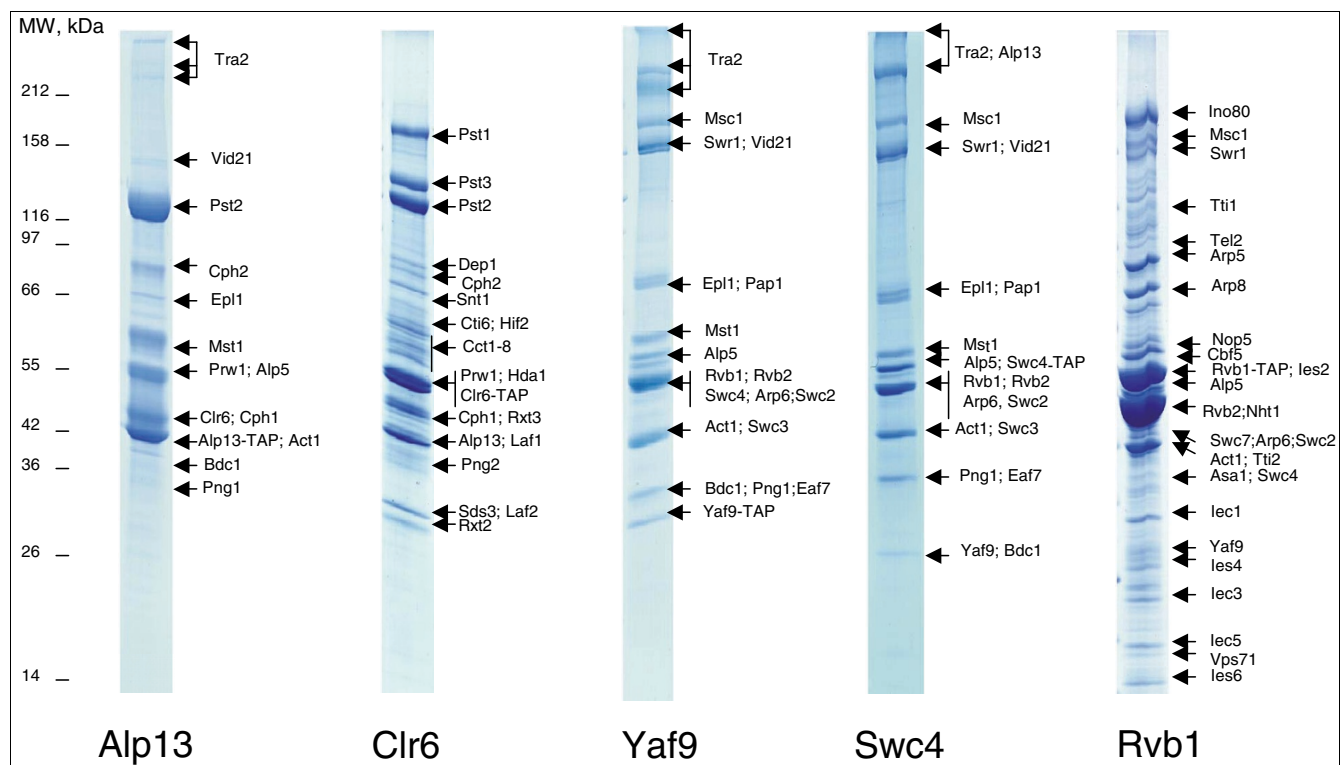 MW, kDa
212
158
116
97
66
55
42
36
26
14
Tra2
Vid21
Pst2
Cph2
Epl1
Mst1
Prw1; Alp5
Clr6; Cph1
Alp13-TAP; Act1
Bdc1
Png1
Alp13
Pst1
Pst3
Pst2
Dep1
Cph2
Snt1
Cti6; Hif2
Cct1-8
Prw1; Hda1
Clr6-TAP
Cph1; Rxt3
Alp13; Laf1
Png2
Sds3; Laf2
Rxt2
Clr6
Tra2
Msc1
Swr1; Vid21
Epl1; Pap1
Mst1
Alp5
Rvb1; Rvb2
Swc4; Arp6;Swc2
Act1; Swc3
Bdc1; Png1;Eaf7
Yaf9-TAP
Yaf9
Tra2; Alp13
Msc1
Swr1; Vid21
Epl1; Pap1
Mst1
Alp5; Swc4-TAP
Rvb1; Rvb2
Arp6, Swc2
Act1; Swc3
Png1; Eaf7
Yaf9; Bdc1
Swc4
Ino80
Msc1
Swr1
Tti1
Tel2
Arp5
Arp8
Nop5
Cbf5
Rvb1-TAP; Ies2
Alp5
Rvb2;Nht1
Swc7;Arp6;Swc2
Act1; Tti2
Asa1; Swc4
Iec1
Yaf9
Ies4
Iec3
Iec5
Vps71
Ies6
Rvb1